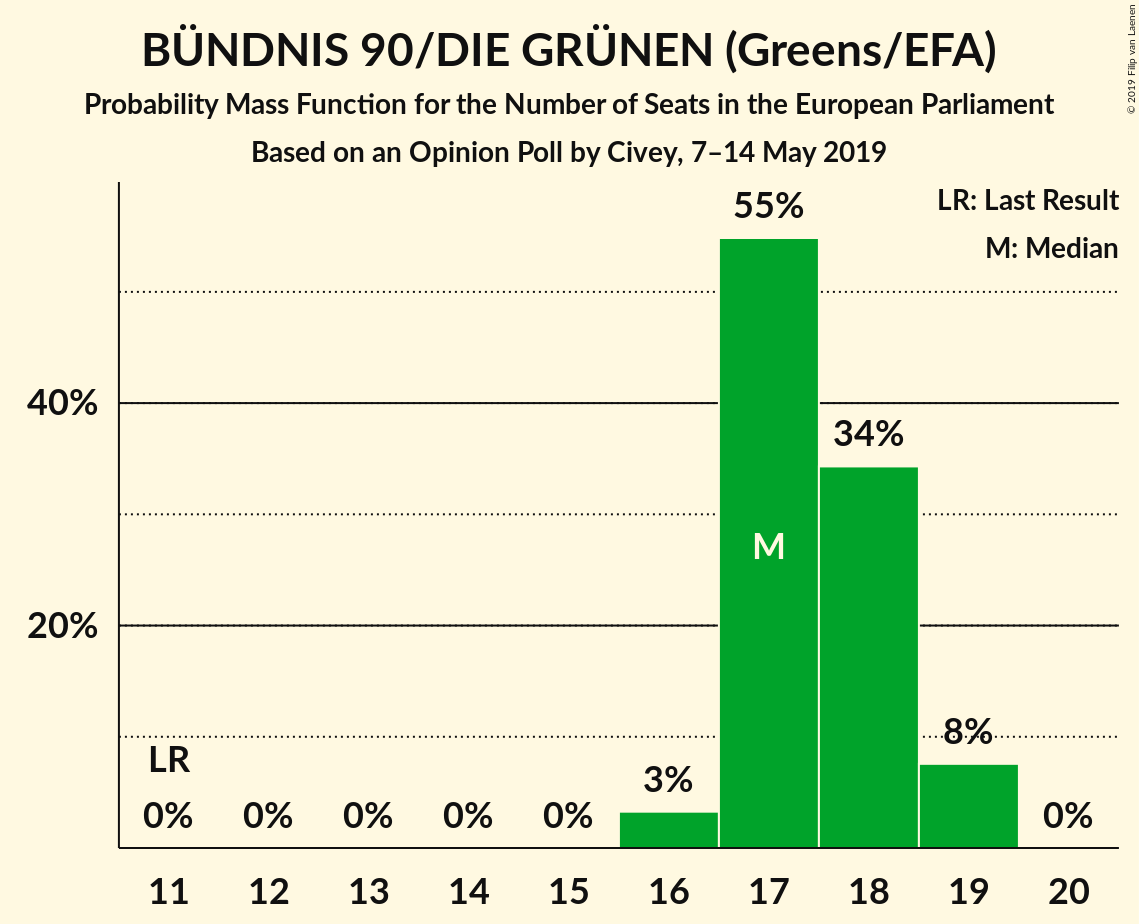 BÜNDNIS 90/DIE GRÜNEN (Greens/EFA)
Probability Mass Function for the Number of Seats in the European Parliament
Based on an Opinion Poll by Civey, 7–14 May 2019
© 2019 Filip van Laenen
LR: Last Result
M: Median
55%
40%
34%
M
20%
8%
LR
3%
0% 0% 0% 0% 0% 0%
11 12 13 14 15 16 17 18 19 20